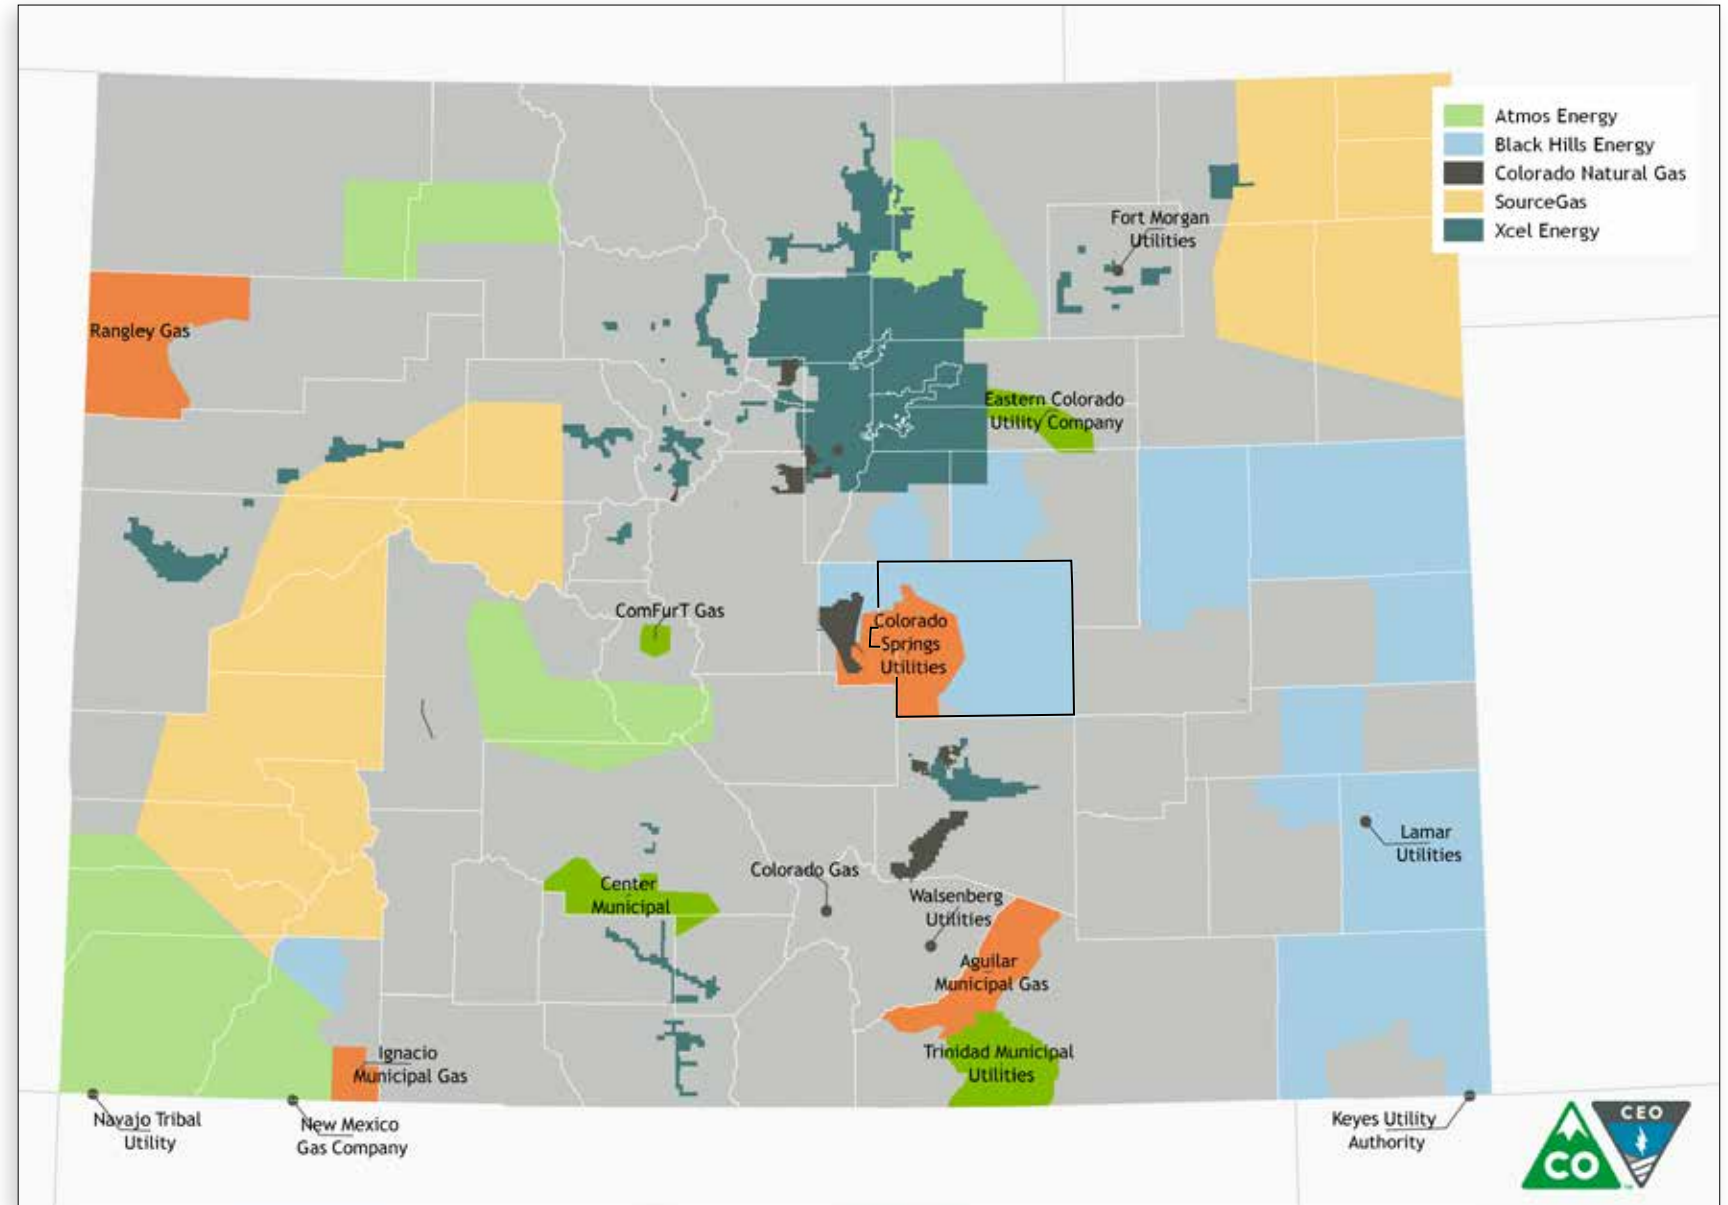 Atmos Energy
Black Hills Energy
Colorado Natural Gas
SourceGas
Xcel Energy
Fort Morgan
Utilities
Rangley Gas
Eastern Colorado
Utility Company
ComFurT Gas
Colorado
Springs
Utilities
Lamar
Utilities
Colorado Gas
Center
Municipal
Walsenberg
Utilities
Aguilar
Municipal Gas
Ignacio
Municipal Gas
Trinidad Municipal
Utilities
Navajo Tribal
Utility
New Mexico
Gas Company
Keyes Utility
Authority
CO
CEO